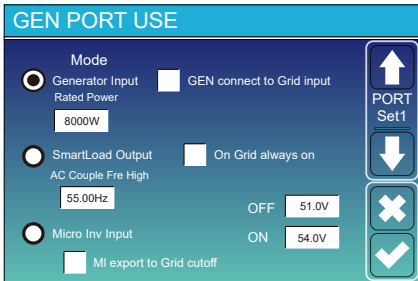 GEN PORT USE
Mode
Generator Input
GEN connect to Grid input
Rated Power
8000W
PORT
Set1
SmartLoad Output
On Grid always on
AC Couple Fre High
55.00Hz
OFF 51.0V
Micro Inv Input
ON 54.0V
MI export to Grid cutoff